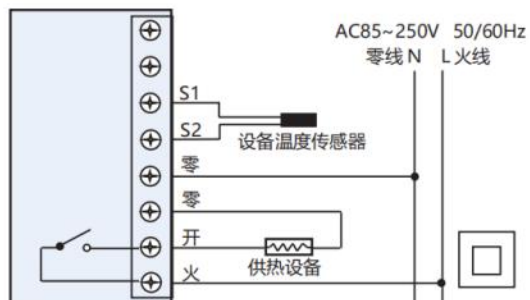 AC85~250V 50/60Hz
零线 N L 火线
S1
S2
设备温度传感器
零
零
开
供热设备
火